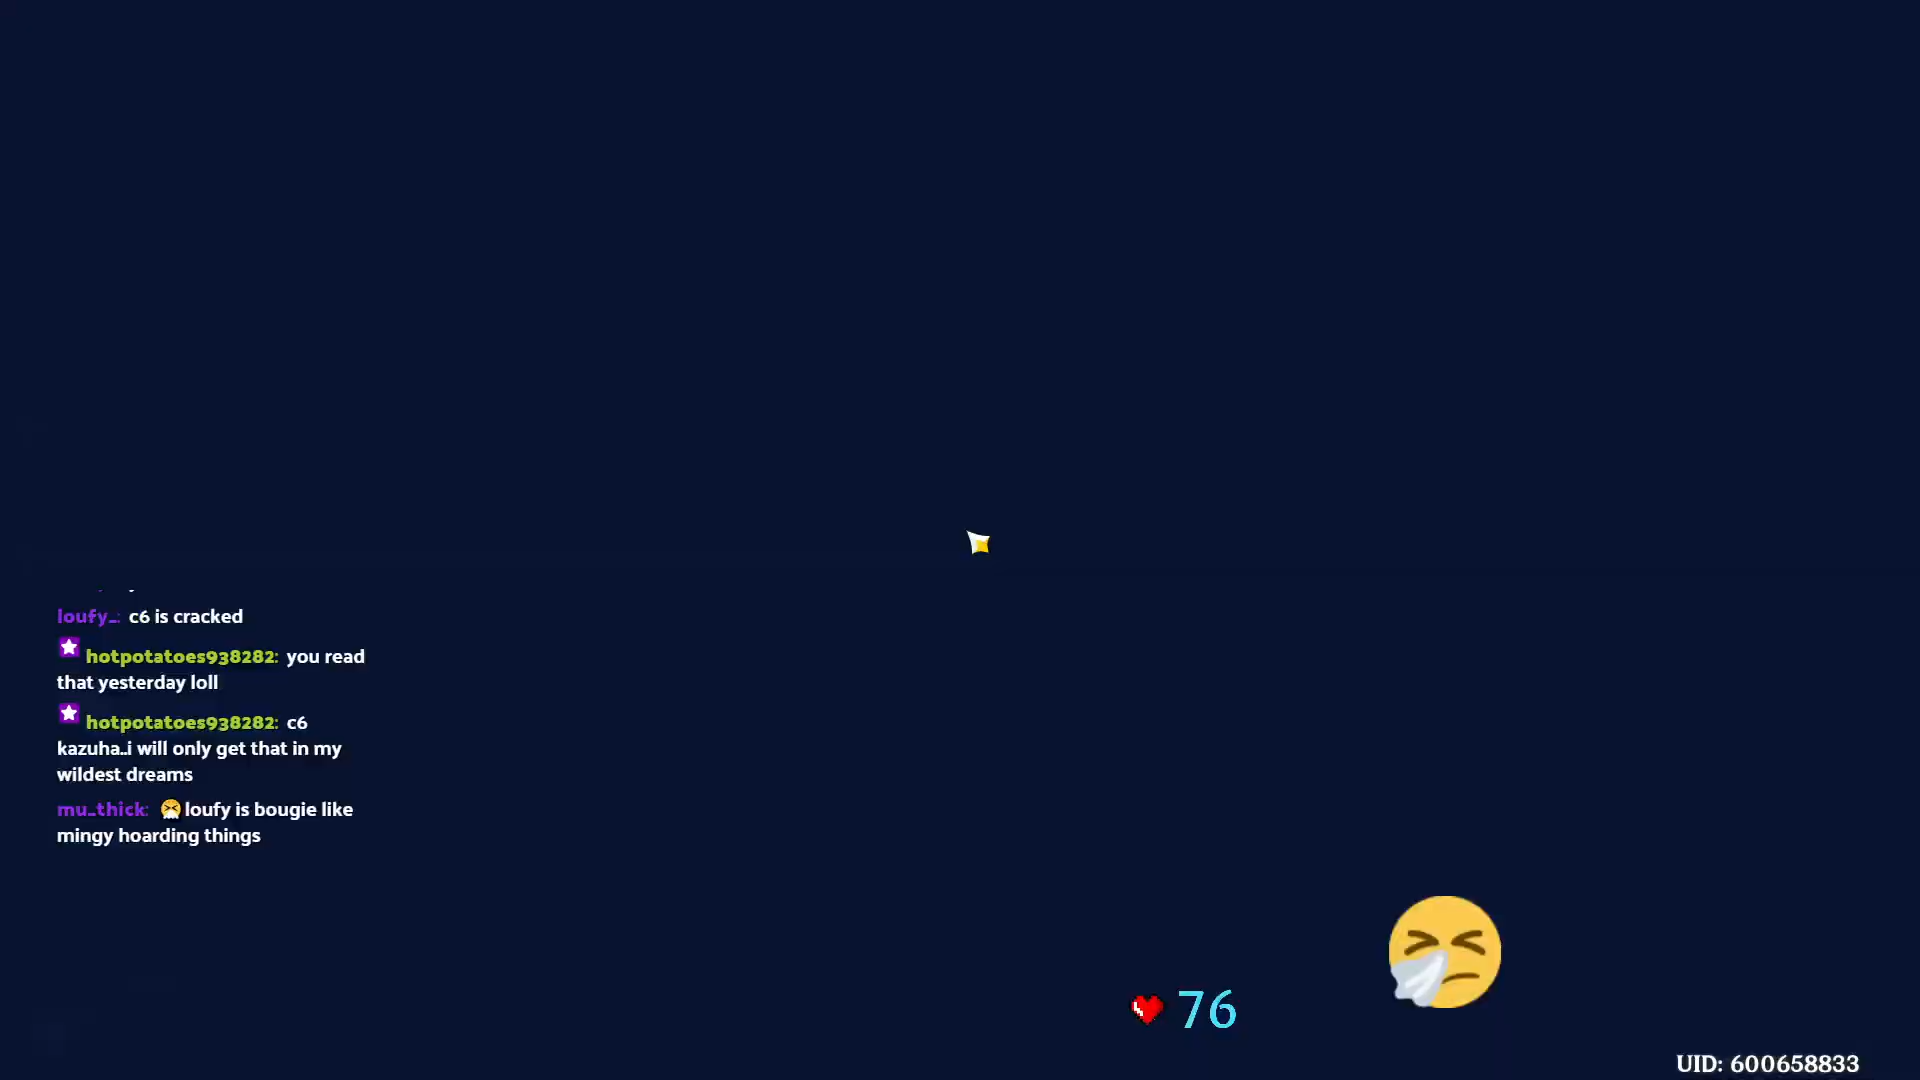 loufy_: c6 is cracked
hotpotatoes938282: you read
that yesterday loll
hotpotatoes938282: c6
kazuha..i will only get that in my
wildest dreams
mu_thick: 🤧loufy is bougie like
mingy hoarding things
76
UID: 600658833